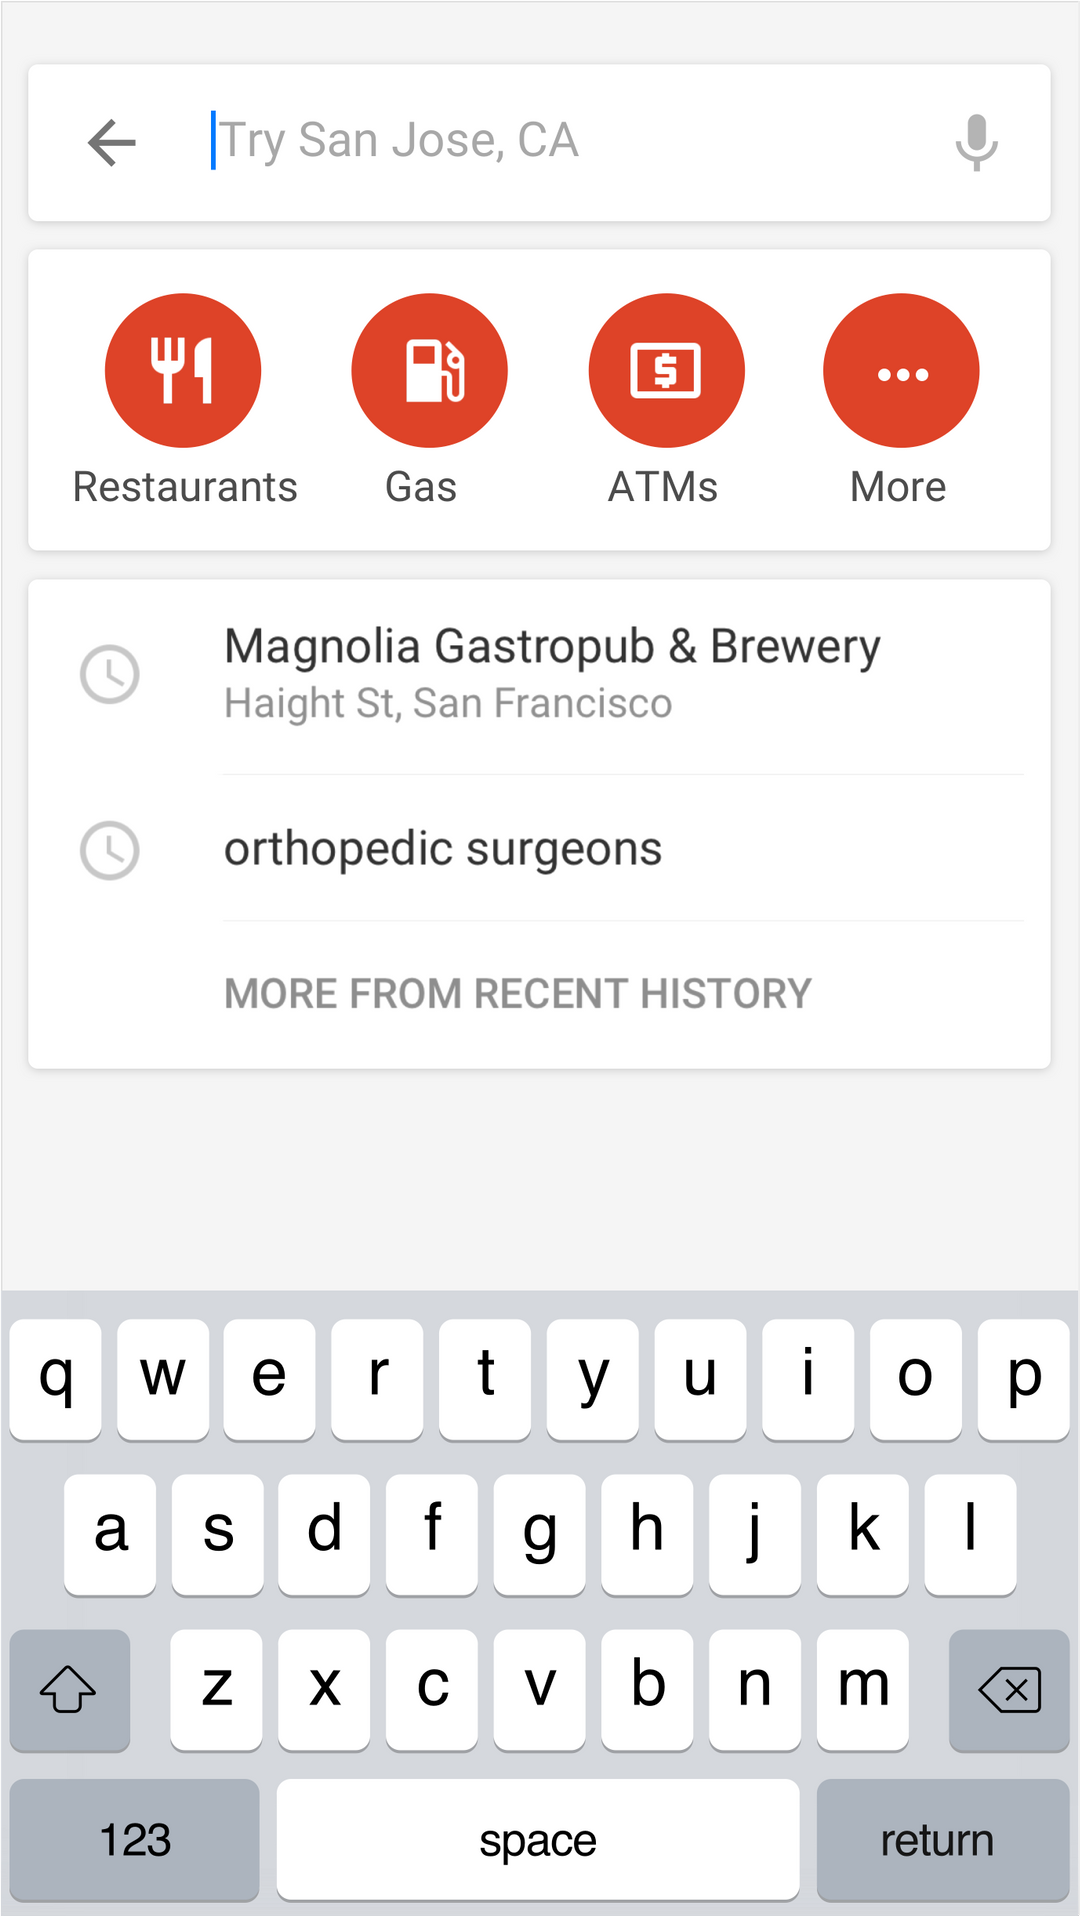 Try San Jose, CA
Restaurants Gas ATMs More
Magnolia Gastropub & Brewery
Haight St, San Francisco
orthopedic surgeons
MORE FROM RECENT HISTORY
q w e r t y u i o p
a s d f g h j k l
z x c v b n m
123 space return